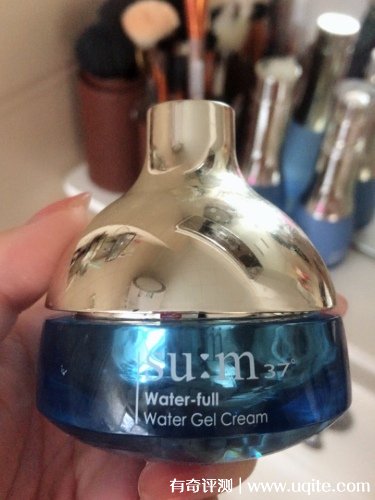 su:m37°
Water-full
Water Gel Cream
有奇评测 | www.uqite.com